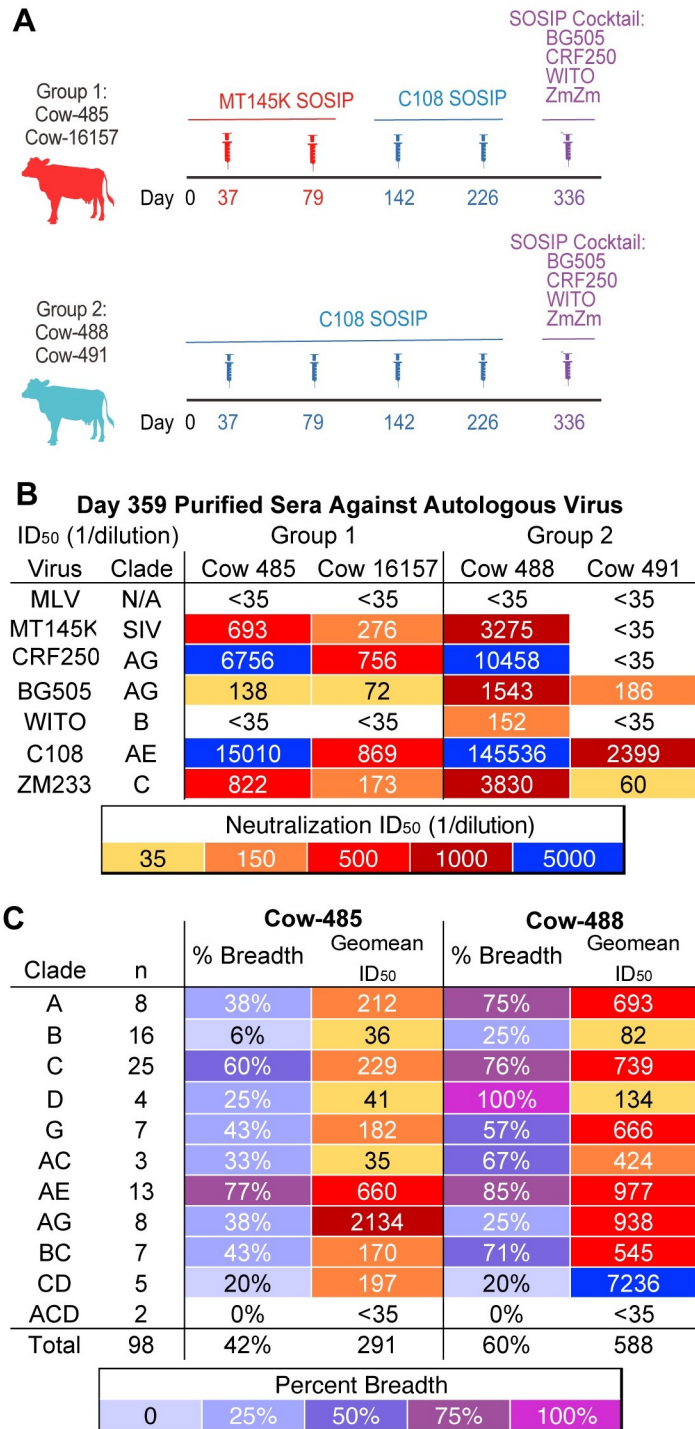 A
SOSIP Cocktail:
BG505
CRF250
WITO
ZmZm
Group 1:
Cow-485
Cow-16157
MT145K SOSIP
C108 SOSIP
Day 0 37 79 142 226 336
SOSIP Cocktail:
BG505
CRF250
WITO
ZmZm
Group 2:
Cow-488
Cow-491
C108 SOSIP
Day 0 37 79 142 226 336
B
Day 359 Purified Sera Against Autologous Virus
ID50 (1/dilution) Group 1 Group 2
Virus Clade Cow 485 Cow 16157 Cow 488 Cow 491
MLV N/A <35 <35 <35 <35
MT145K SIV 693 276 3275 <35
CRF250 AG 6756 756 10458 <35
BG505 AG 138 72 1543 186
WITO B <35 <35 152 <35
C108 AE 15010 869 145536 2399
ZM233 C 822 173 3830 60
Neutralization ID50 (1/dilution)
35 150 500 1000 5000
C
Cow-485 Cow-488
Clade n % Breadth Geomean ID50 % Breadth Geomean ID50
A 8 38% 212 75% 693
B 16 6% 36 25% 82
C 25 60% 229 76% 739
D 4 25% 41 100% 134
G 7 43% 182 57% 666
AC 3 33% 35 67% 424
AE 13 77% 660 85% 977
AG 8 38% 2134 25% 938
BC 7 43% 170 71% 545
CD 5 20% 197 20% 7236
ACD 2 0% <35 0% <35
Total 98 42% 291 60% 588
Percent Breadth
0 25% 50% 75% 100%